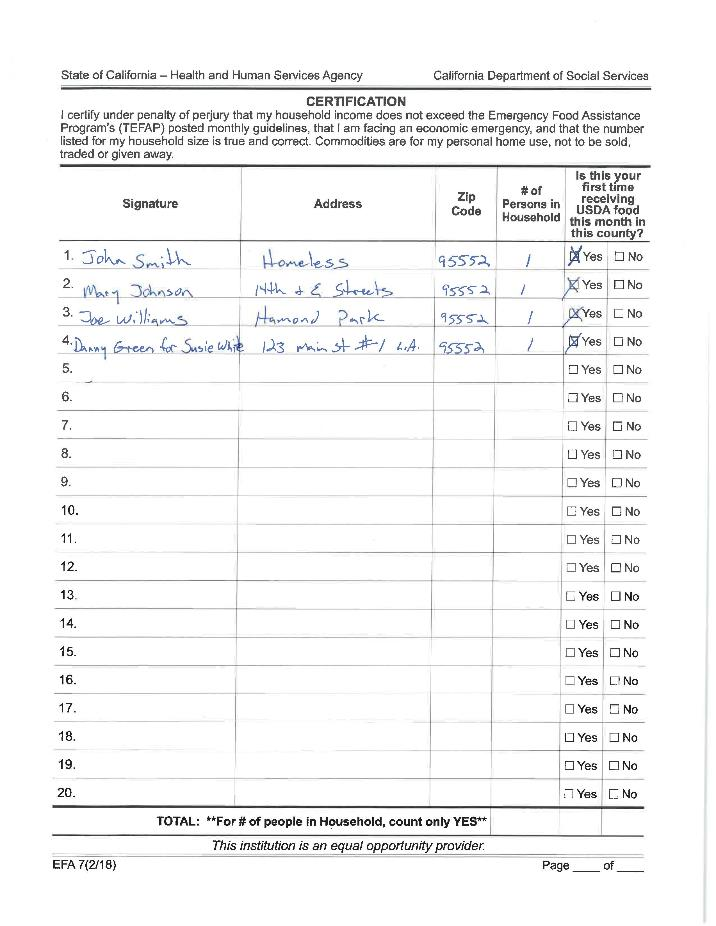 State of California – Health and Human Services Agency California Department of Social Services
CERTIFICATION
I certify under penalty of perjury that my household income does not exceed the Emergency Food Assistance
Program's (TEFAP) posted monthly guidelines, that I am facing an economic emergency, and that the number
listed for my household size is true and correct. Commodities are for my personal home use, not to be sold,
traded or given away.
Signature Address Zip Code # of Persons in Household Is this your first time receiving USDA food this month in this county?
1. John Smith Homeless 95552 1 ☒ Yes ☐ No
2. Mary Johnson 14th & E Streets 95552 1 ☒ Yes ☐ No
3. Joe Williams Hamond Park 95552 1 ☒ Yes ☐ No
4. Danny Green for Susie White 123 Main St #1 L.A. 95552 1 ☒ Yes ☐ No
5. ☐ Yes ☐ No
6. ☐ Yes ☐ No
7. ☐ Yes ☐ No
8. ☐ Yes ☐ No
9. ☐ Yes ☐ No
10. ☐ Yes ☐ No
11. ☐ Yes ☐ No
12. ☐ Yes ☐ No
13. ☐ Yes ☐ No
14. ☐ Yes ☐ No
15. ☐ Yes ☐ No
16. ☐ Yes ☐ No
17. ☐ Yes ☐ No
18. ☐ Yes ☐ No
19. ☐ Yes ☐ No
20. ☐ Yes ☐ No
TOTAL: **For # of people in Household, count only YES**
This institution is an equal opportunity provider.
EFA 7(2/18) Page ____ of ____